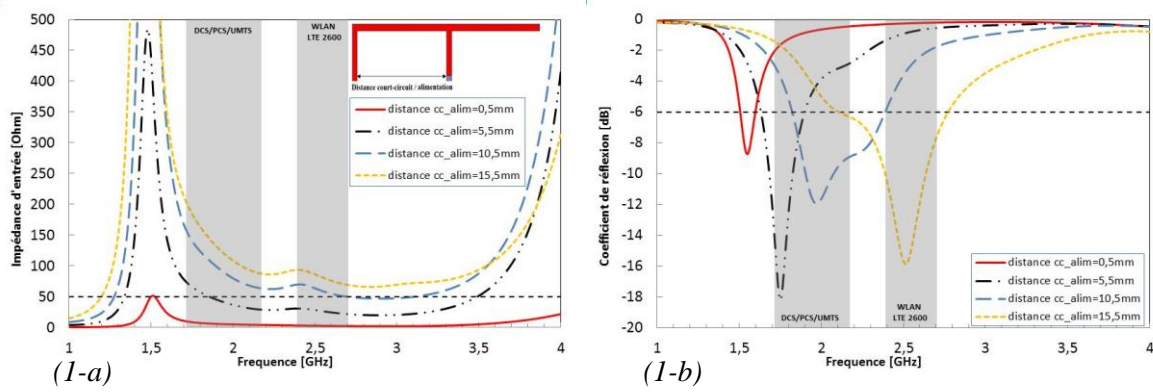 Impédance d'entrée [Ohm]
500
450
400
350
300
250
200
150
100
50
0
DCS/PCS/UMTS
WLAN
LTE 2600
Distance court-circuit / alimentation
distance cc_alim=0,5mm
distance cc_alim=5,5mm
distance cc_alim=10,5mm
distance cc_alim=15,5mm
1
1,5
2
2,5
3
3,5
4
Frequence [GHz]
(1-a)
Coefficient de réflexion [dB]
0
-2
-4
-6
-8
-10
-12
-14
-16
-18
-20
DCS/PCS/UMTS
WLAN
LTE 2600
distance cc_alim=0,5mm
distance cc_alim=5,5mm
distance cc_alim=10,5mm
distance cc_alim=15,5mm
1
1,5
2
2,5
3
3,5
4
Frequence [GHz]
(1-b)